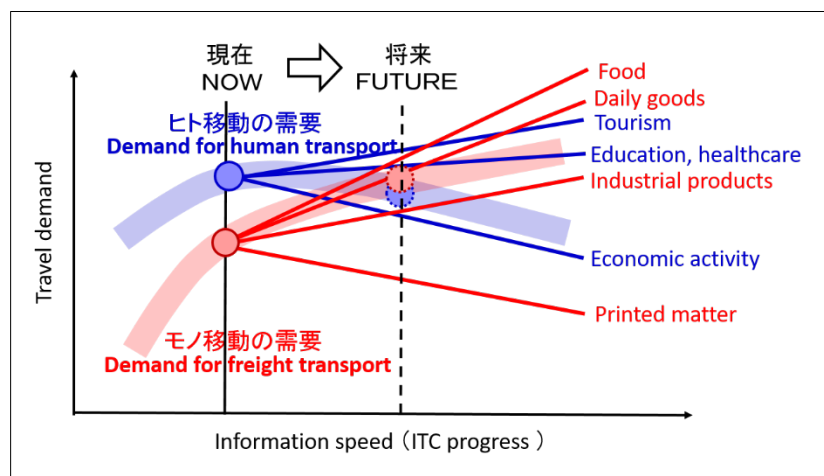 現在
NOW
将来
FUTURE
ヒト移動の需要
Demand for human transport
Food
Daily goods
Tourism
Education, healthcare
Industrial products
Economic activity
Printed matter
モノ移動の需要
Demand for freight transport
Travel demand
Information speed（ITC progress ）